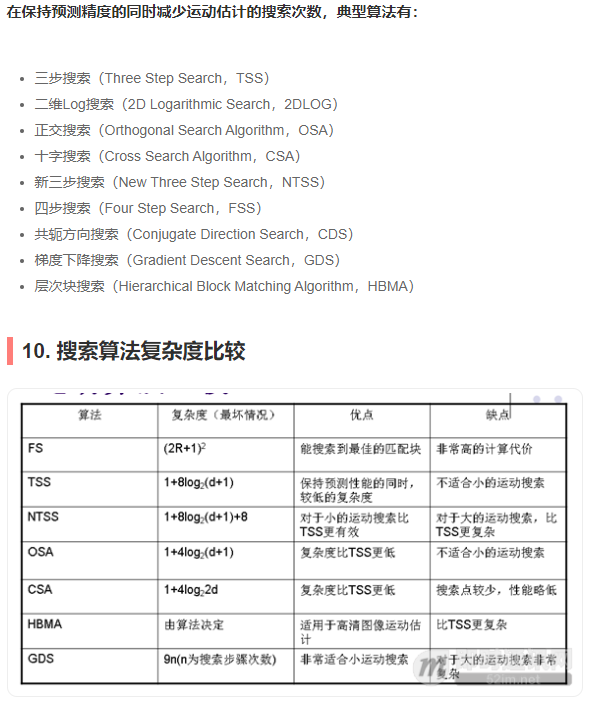 在保持预测精度的同时减少运动估计的搜索次数，典型算法有：
三步搜索（Three Step Search，TSS）
二维Log搜索（2D Logarithmic Search，2DLOG）
正交搜索（Orthogonal Search Algorithm，OSA）
十字搜索（Cross Search Algorithm，CSA）
新三步搜索（New Three Step Search，NTSS）
四步搜索（Four Step Search，FSS）
共轭方向搜索（Conjugate Direction Search，CDS）
梯度下降搜索（Gradient Descent Search，GDS）
层次块搜索（Hierarchical Block Matching Algorithm，HBMA）
10. 搜索算法复杂度比较
算法 复杂度（最坏情况） 优点 缺点
FS (2R+1)² 能搜索到最佳的匹配块 非常高的计算代价
TSS 1+8log₂(d+1) 保持预测性能的同时，
较低的复杂度 不适合小的运动搜索
NTSS 1+8log₂(d+1)+8 对于小的运动搜索比
TSS更有效 对于大的运动搜索，比
TSS更复杂
OSA 1+4log₂(d+1) 复杂度比TSS更低 不适合小的运动搜索
CSA 1+4log₂2d 复杂度比TSS更低 搜索点较少，性能略低
HBMA 由算法决定 适用于高清图像运动估
计 比TSS更复杂
GDS 9n(n为搜索步骤次数) 非常适合小运动搜索 对于大的运动搜索非常
复杂
52im.net